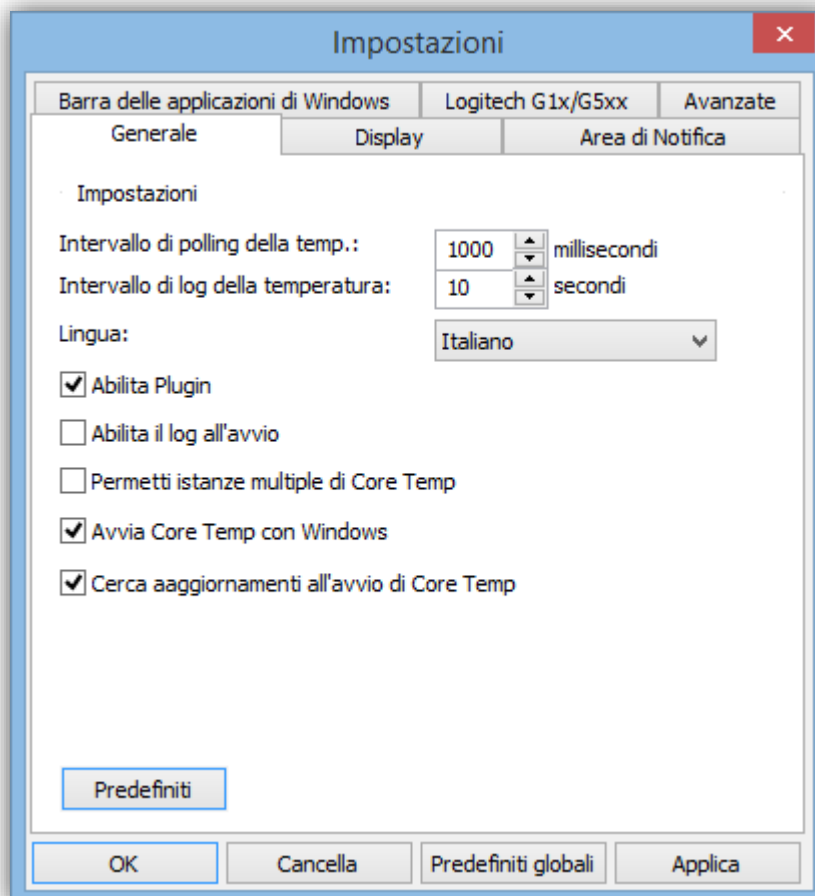 Impostazioni
Barra delle applicazioni di Windows Logitech G1x/G5xx Avanzate
Generale Display Area di Notifica
Impostazioni
Intervallo di polling della temp.: 1000 millisecondi
Intervallo di log della temperatura: 10 secondi
Lingua: Italiano
Abilita Plugin
Abilita il log all'avvio
Permetti istanze multiple di Core Temp
Avvia Core Temp con Windows
Cerca aaggiornamenti all'avvio di Core Temp
Predefiniti
OK Cancella Predefiniti globali Applica